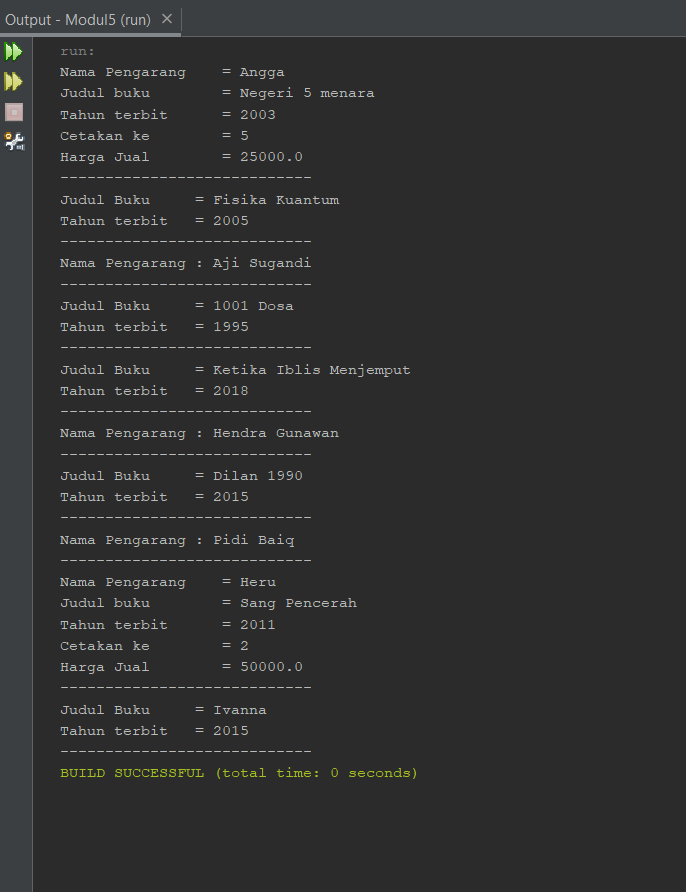 Output - Modul5 (run)
run:
Nama Pengarang    = Angga
Judul buku        = Negeri 5 menara
Tahun terbit      = 2003
Cetakan ke        = 5
Harga Jual        = 25000.0
----------------------------
Judul Buku     = Fisika Kuantum
Tahun terbit   = 2005
----------------------------
Nama Pengarang : Aji Sugandi
----------------------------
Judul Buku     = 1001 Dosa
Tahun terbit   = 1995
----------------------------
Judul Buku     = Ketika Iblis Menjemput
Tahun terbit   = 2018
----------------------------
Nama Pengarang : Hendra Gunawan
----------------------------
Judul Buku     = Dilan 1990
Tahun terbit   = 2015
----------------------------
Nama Pengarang : Pidi Baiq
----------------------------
Nama Pengarang    = Heru
Judul buku        = Sang Pencerah
Tahun terbit      = 2011
Cetakan ke        = 2
Harga Jual        = 50000.0
----------------------------
Judul Buku     = Ivanna
Tahun terbit   = 2015
----------------------------
BUILD SUCCESSFUL (total time: 0 seconds)